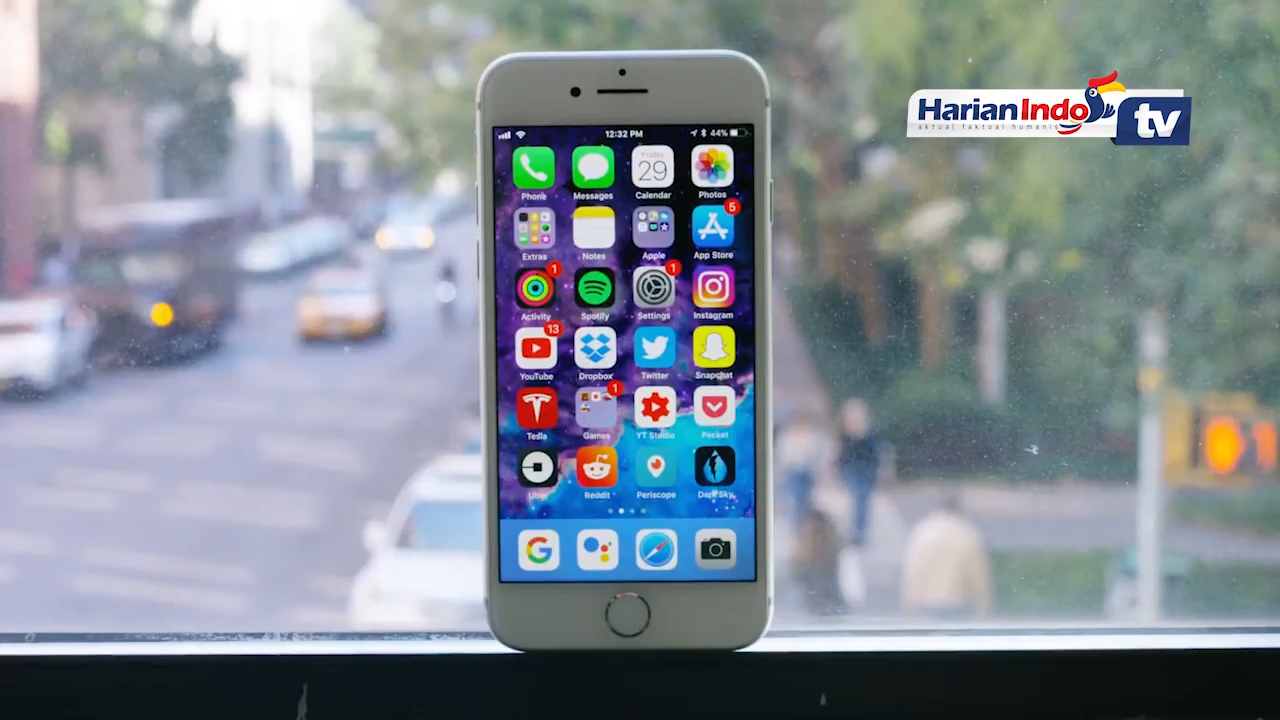 HarianIndo
tv
aktual faktual humanis
12:32 PM
44%
Friday
29
Phone Messages Calendar Photos
5
Extras Notes Apple App Store
1
1
Activity Spotify Settings Instagram
13
YouTube Dropbox Twitter Snapchat
1
Tesla Games YT Studio Pocket
Uber Reddit Periscope Dark Sky
G